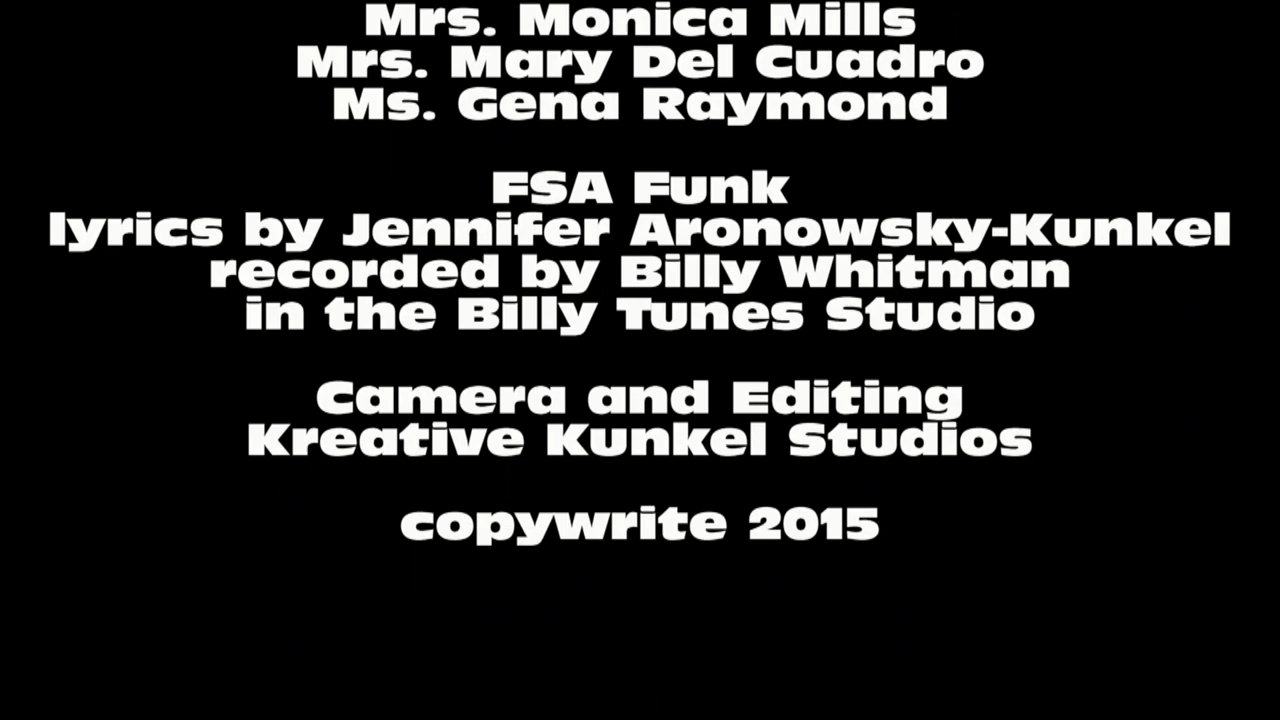 Mrs. Monica Mills
Mrs. Mary Del Cuadro
Ms. Gena Raymond
FSA Funk
lyrics by Jennifer Aronowsky-Kunkel
recorded by Billy Whitman
in the Billy Tunes Studio
Camera and Editing
Kreative Kunkel Studios
copywrite 2015